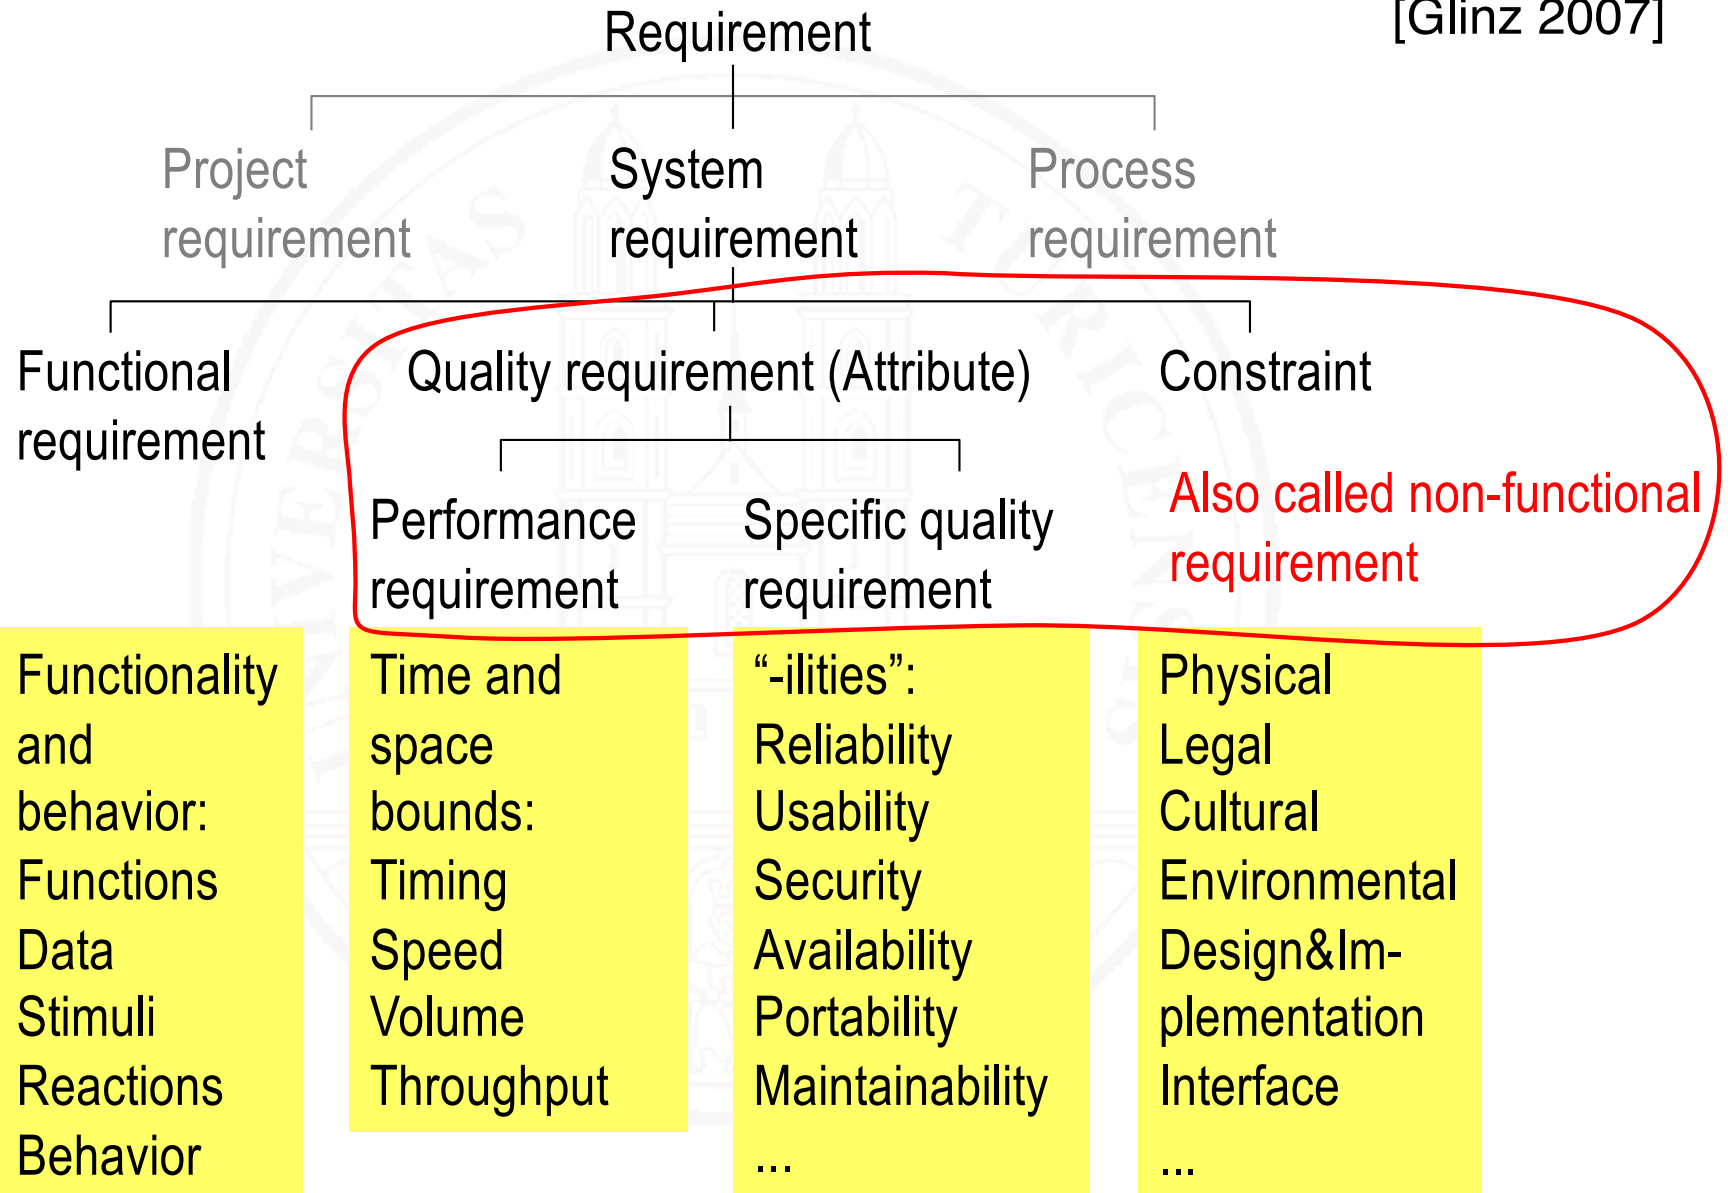 [Glinz 2007]
Requirement
Project
requirement
System
requirement
Process
requirement
Functional
requirement
Quality requirement (Attribute)
Constraint
Performance
requirement
Specific quality
requirement
Also called non-functional
requirement
Functionality
and
behavior:
Functions
Data
Stimuli
Reactions
Behavior
Time and
space
bounds:
Timing
Speed
Volume
Throughput
“-ilities”:
Reliability
Usability
Security
Availability
Portability
Maintainability
...
Physical
Legal
Cultural
Environmental
Design&Im-
plementation
Interface
...
UNIVERSITAS TURICENSIS